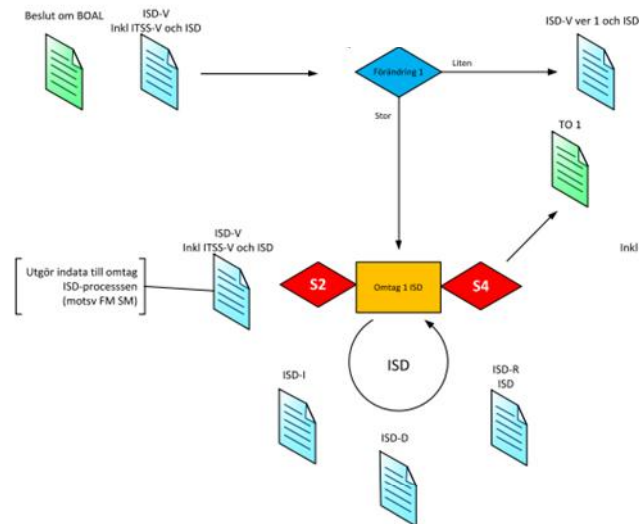 Beslut om BOAL
ISD-V
Inkl ITSS-V och ISD
Förändring 1
Liten
ISD-V ver 1 och ISD
Stor
TO 1
ISD-V
Inkl ITSS-V och ISD
Inkl
Utgör indata till omtag
ISD-processsen
(motsv FM SM)
S2
Omtag 1 ISD
S4
ISD
ISD-I
ISD-R
ISD
ISD-D